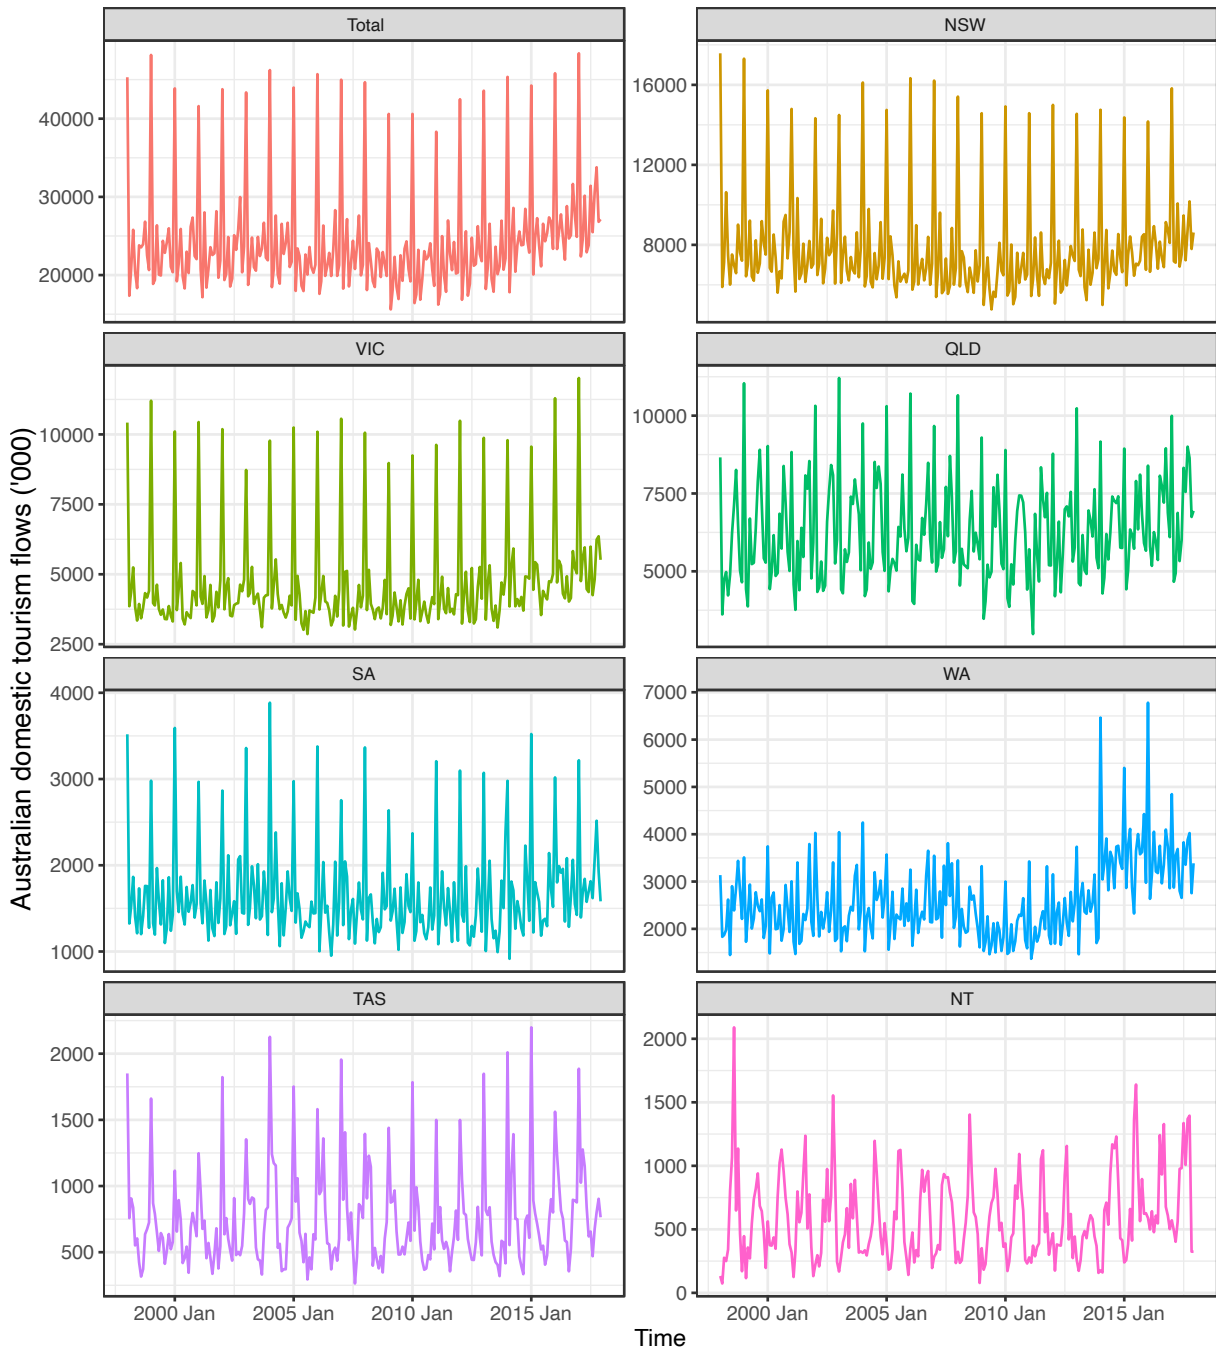 Total
NSW
40000
30000
20000
16000
12000
8000
VIC
QLD
10000
7500
5000
2500
10000
7500
5000
SA
WA
4000
3000
2000
1000
7000
6000
5000
4000
3000
2000
TAS
NT
2000
1500
1000
500
2000
1500
1000
500
0
2000 Jan
2005 Jan
2010 Jan
2015 Jan
2000 Jan
2005 Jan
2010 Jan
2015 Jan
Time
Australian domestic tourism flows ('000)